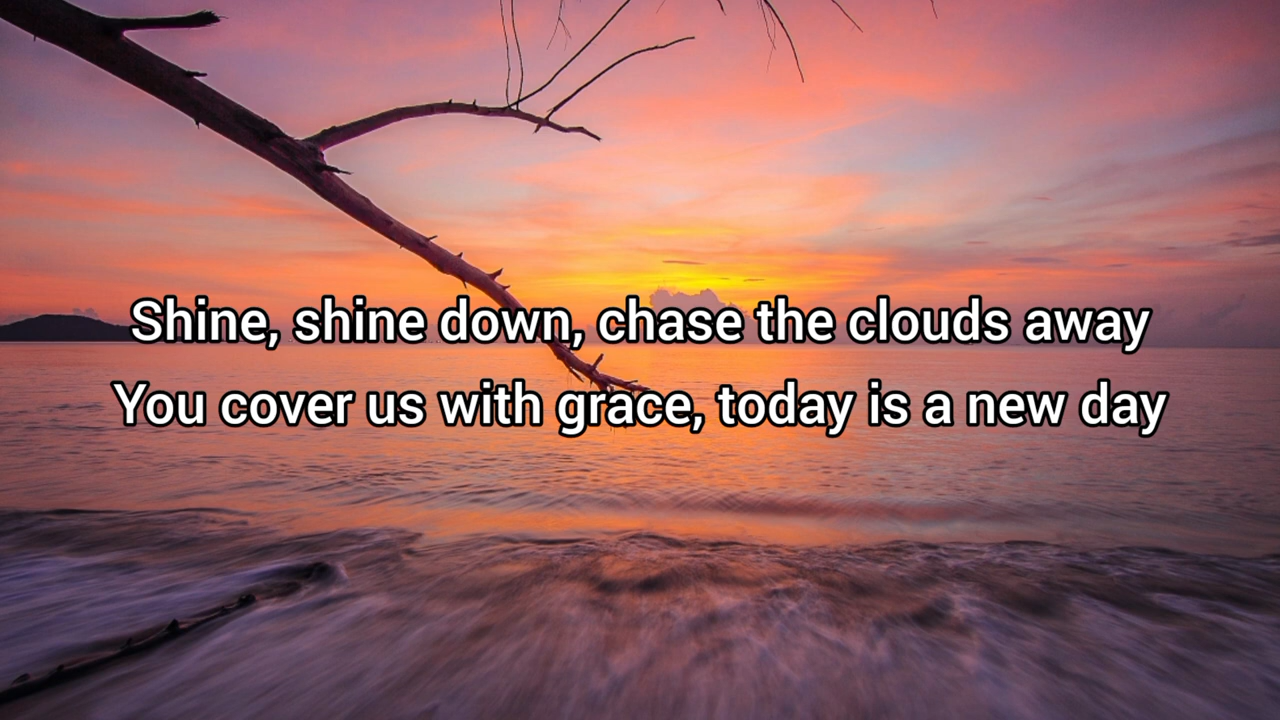 Shine, shine down, chase the clouds away
You cover us with grace, today is a new day